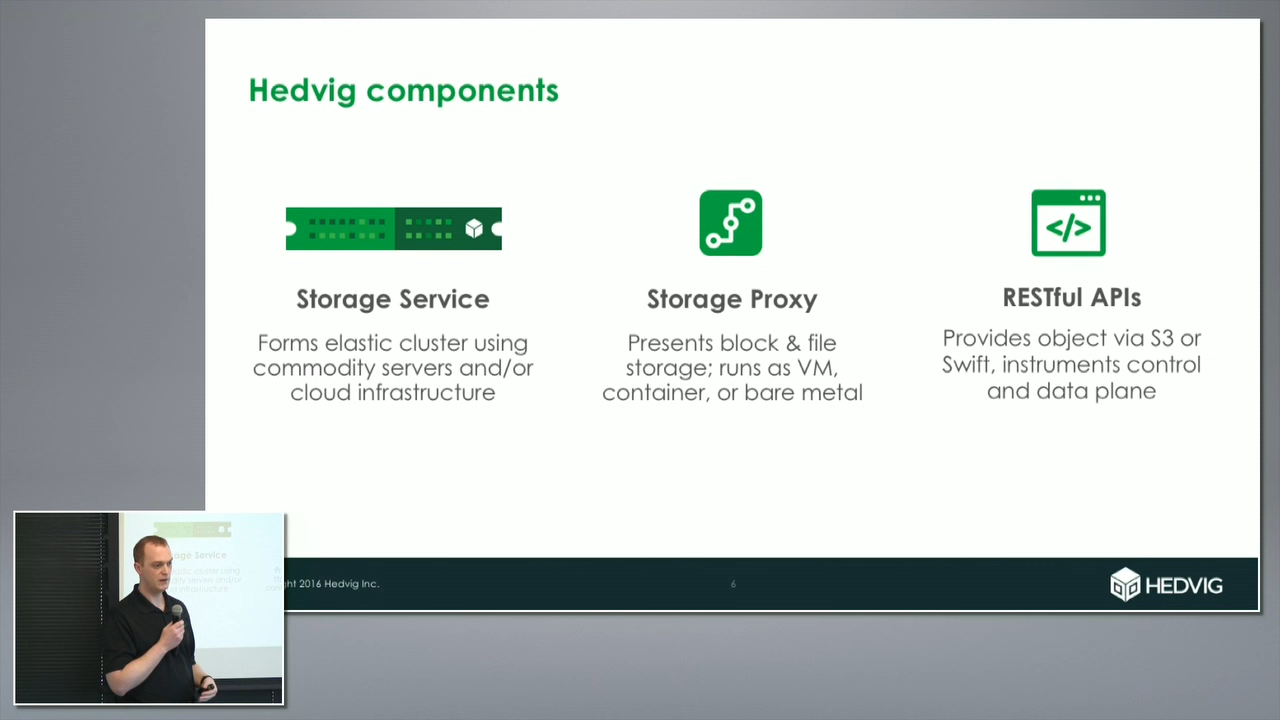 Hedvig components
Storage Service
Forms elastic cluster using
commodity servers and/or
cloud infrastructure
Storage Proxy
Presents block & file
storage; runs as VM,
container, or bare metal
RESTful APIs
</>
Provides object via S3 or
Swift, instruments control
and data plane
2016 Hedvig Inc.
6
HEDVIG